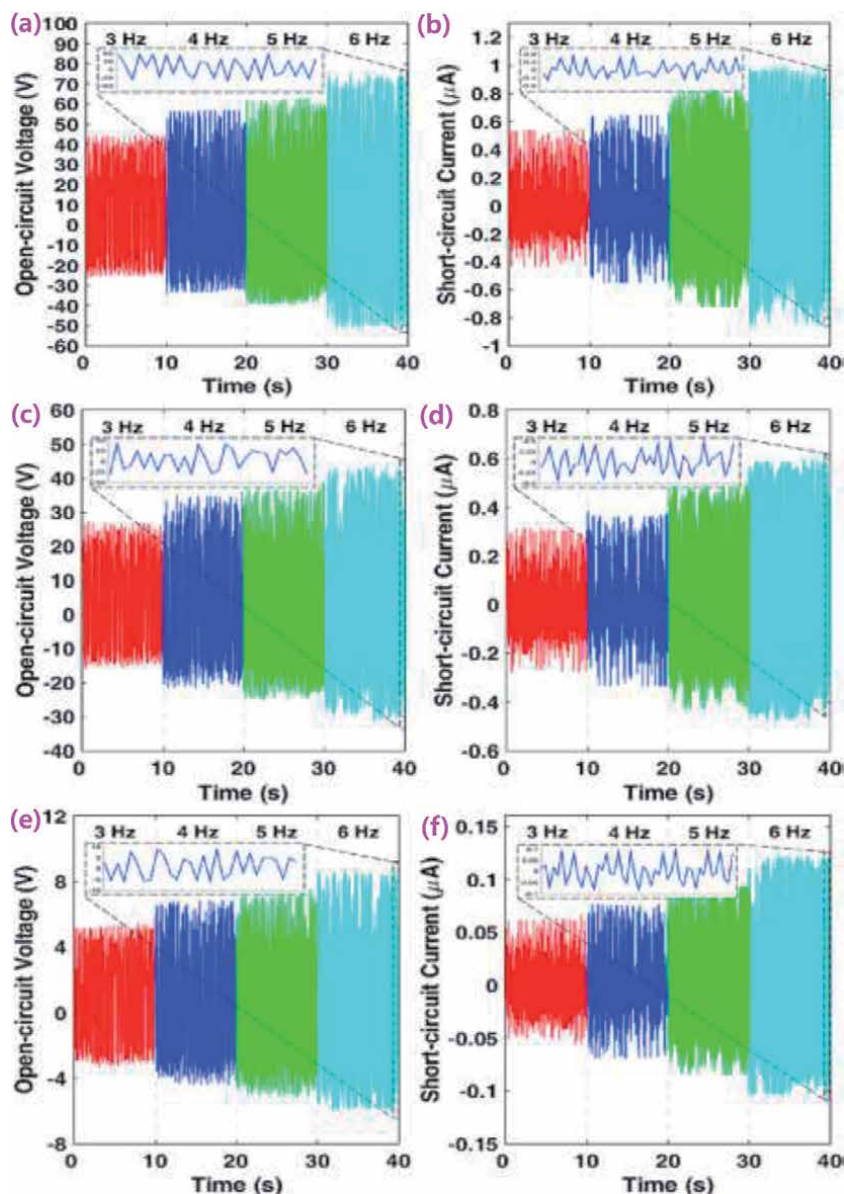 (a)
100
90
80
70
60
50
40
30
20
10
0
-10
-20
-30
-40
-50
-60
3 Hz 4 Hz 5 Hz 6 Hz
Open-circuit Voltage (V)
0 10 20 30 40
Time (s)
(b)
1.2
1
0.8
0.6
0.4
0.2
0
-0.2
-0.4
-0.6
-0.8
-1
3 Hz 4 Hz 5 Hz 6 Hz
Short-circuit Current (μA)
0 10 20 30 40
Time (s)
(c)
60
50
40
30
20
10
0
-10
-20
-30
-40
3 Hz 4 Hz 5 Hz 6 Hz
Open-circuit Voltage (V)
0 10 20 30 40
Time (s)
(d)
0.8
0.6
0.4
0.2
0
-0.2
-0.4
-0.6
3 Hz 4 Hz 5 Hz 6 Hz
Short-circuit Current (μA)
0 10 20 30 40
Time (s)
(e)
12
8
4
0
-4
-8
3 Hz 4 Hz 5 Hz 6 Hz
Open-circuit Voltage (V)
0 10 20 30 40
Time (s)
(f)
0.15
0.1
0.05
0
-0.05
-0.1
-0.15
3 Hz 4 Hz 5 Hz 6 Hz
Short-circuit Current (μA)
0 10 20 30 40
Time (s)